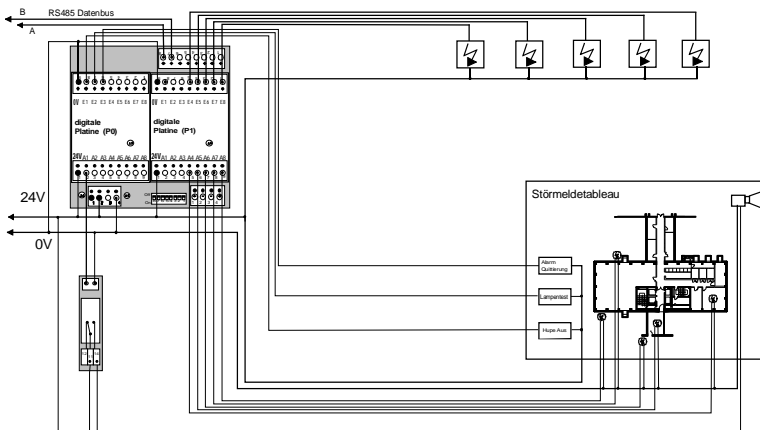 B RS485 Datenbus
A
0V E1 E2 E3 E4 E5 E6 E7 E8 0V E1 E2 E3 E4 E5 E6 E7 E8
digitale
Platine (P0)
digitale
Platine (P1)
24V A1 A2 A3 A4 A5 A6 A7 A8 24V A1 A2 A3 A4 A5 A6 A7 A8
24V
0V
Störmeldetableau
Alarm
Quittierung
Lampentest
Hupe Aus